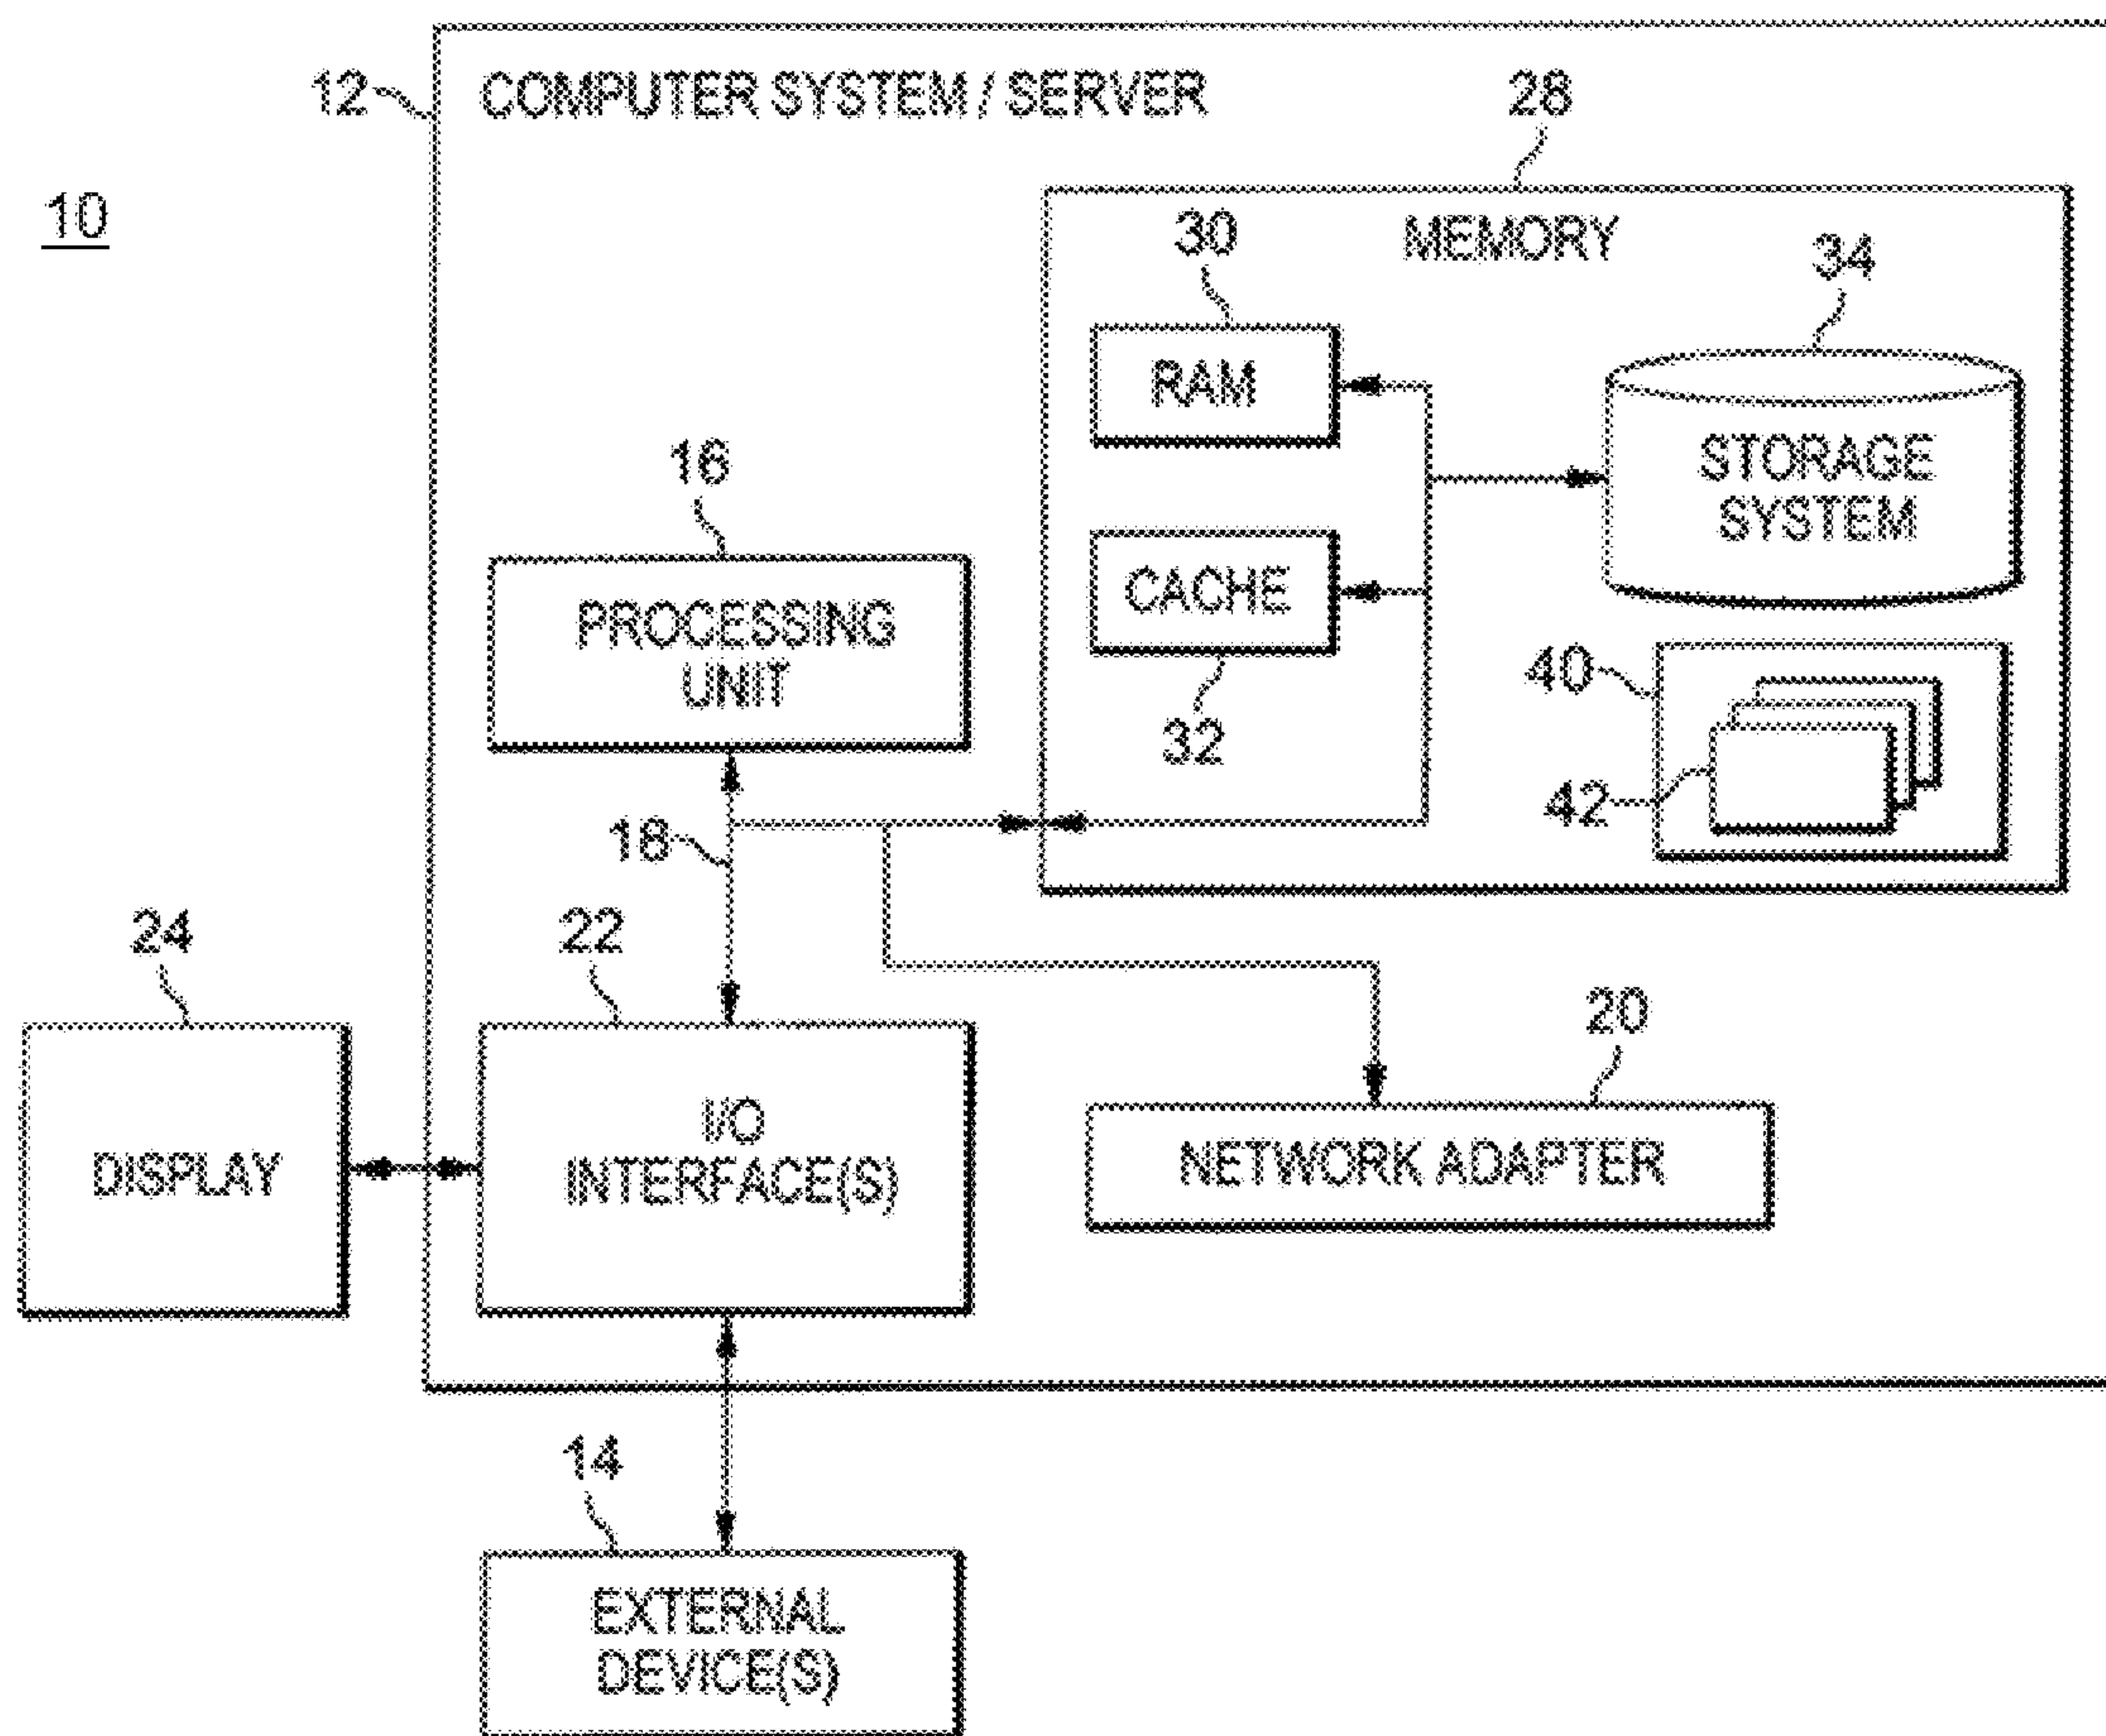 12
COMPUTER SYSTEM / SERVER
28
10
30
MEMORY
34
RAM
16
STORAGE
SYSTEM
PROCESSING
UNIT
CACHE
32
40
42
18
24
22
20
DISPLAY
I/O
INTERFACE(S)
NETWORK ADAPTER
14
EXTERNAL
DEVICE(S)